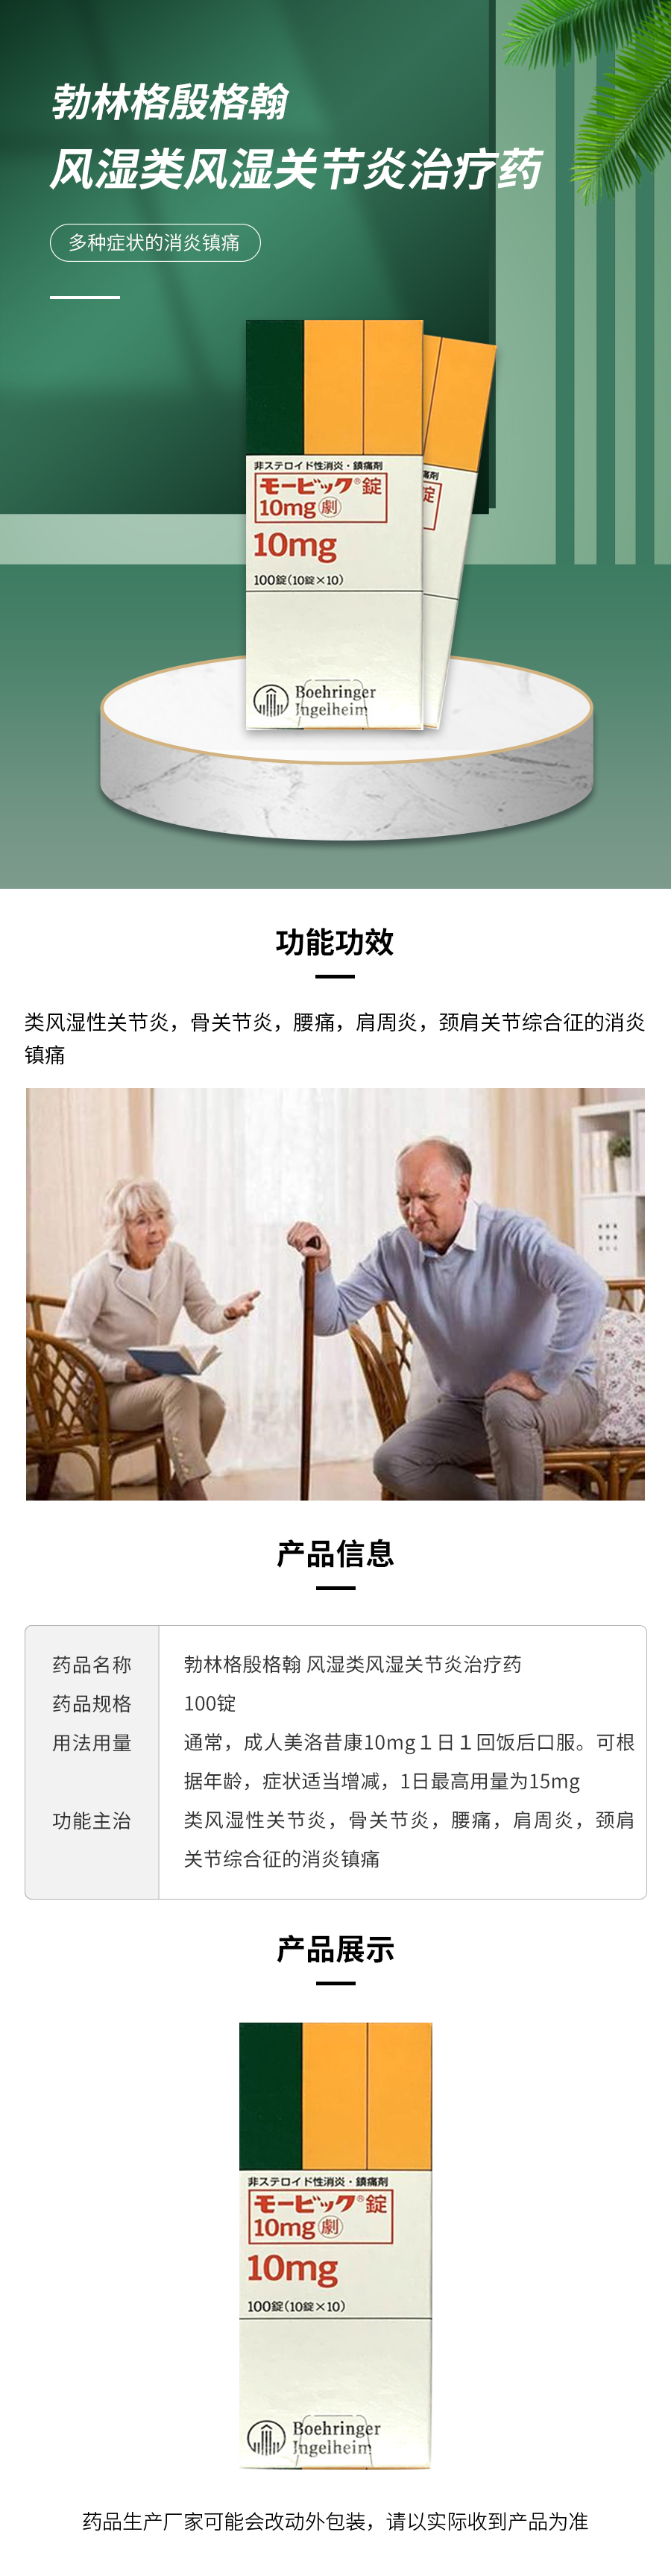 勃林格殷格翰
风湿类风湿关节炎治疗药
多种症状的消炎镇痛
非ステロイド性消炎・鎮痛剤
モービック®錠
10mg 劇
10mg
100錠(10錠×10)
Boehringer
Ingelheim
剤
錠
功能功效
类风湿性关节炎，骨关节炎，腰痛，肩周炎，颈肩关节综合征的消炎
镇痛
产品信息
药品名称 勃林格殷格翰 风湿类风湿关节炎治疗药
药品规格 100锭
用法用量 通常，成人美洛昔康10mg１日１回饭后口服。可根
据年龄，症状适当增减，1日最高用量为15mg
功能主治 类风湿性关节炎，骨关节炎，腰痛，肩周炎，颈肩
关节综合征的消炎镇痛
产品展示
非ステロイド性消炎・鎮痛剤
モービック®錠
10mg 劇
10mg
100錠(10錠×10)
Boehringer
Ingelheim
药品生产厂家可能会改动外包装，请以实际收到产品为准